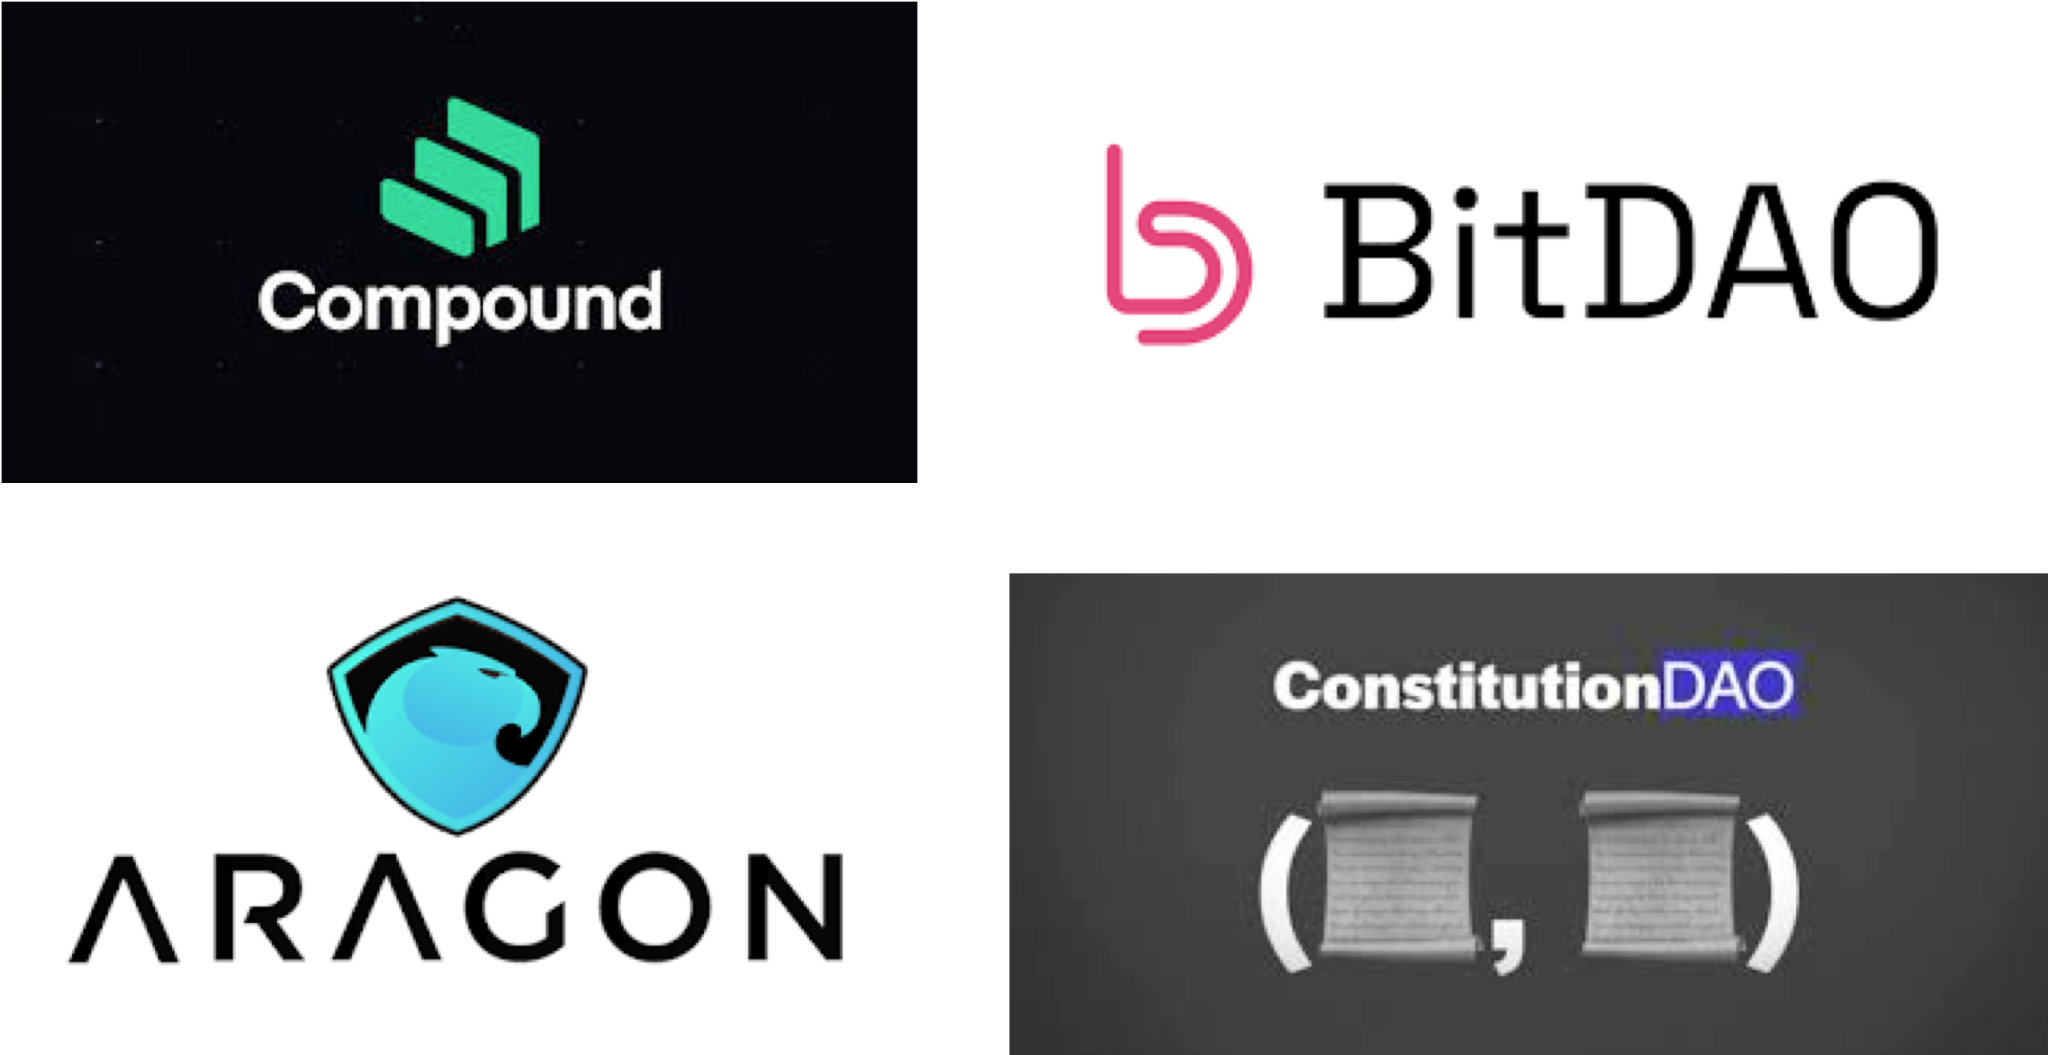 Compound
BitDAO
ARAGON
ConstitutionDAO
( , )